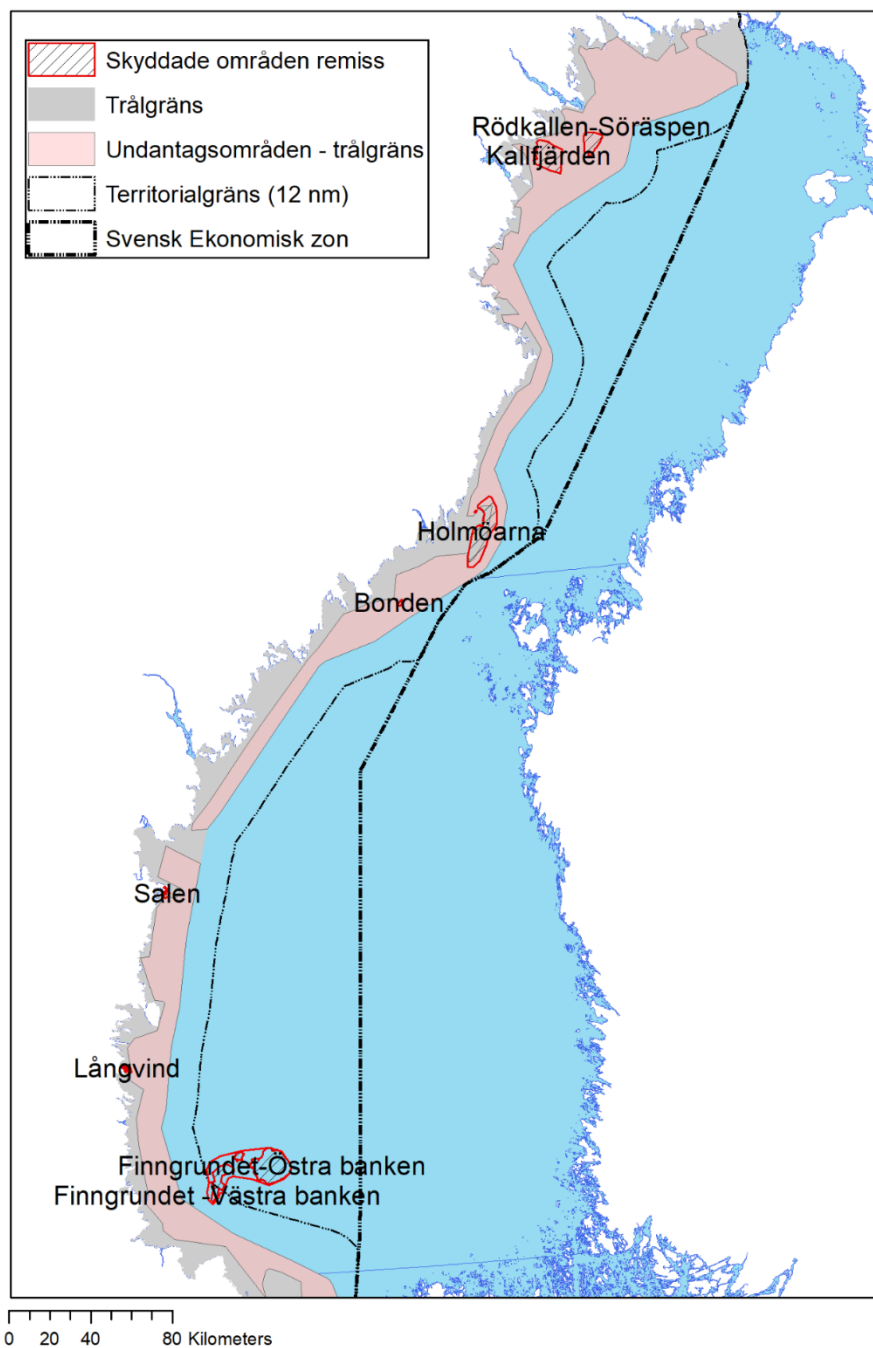 Skyddade områden remiss
Trålgräns
Undantagsområden - trålgräns
Territorialgräns (12 nm)
Svensk Ekonomisk zon
Rödkallen-Söräspen
Kallfjärden
Holmöarna
Bonden
Salen
Långvind
Finngrundet-Östra banken
Finngrundet -Västra banken
0 20 40 80 Kilometers